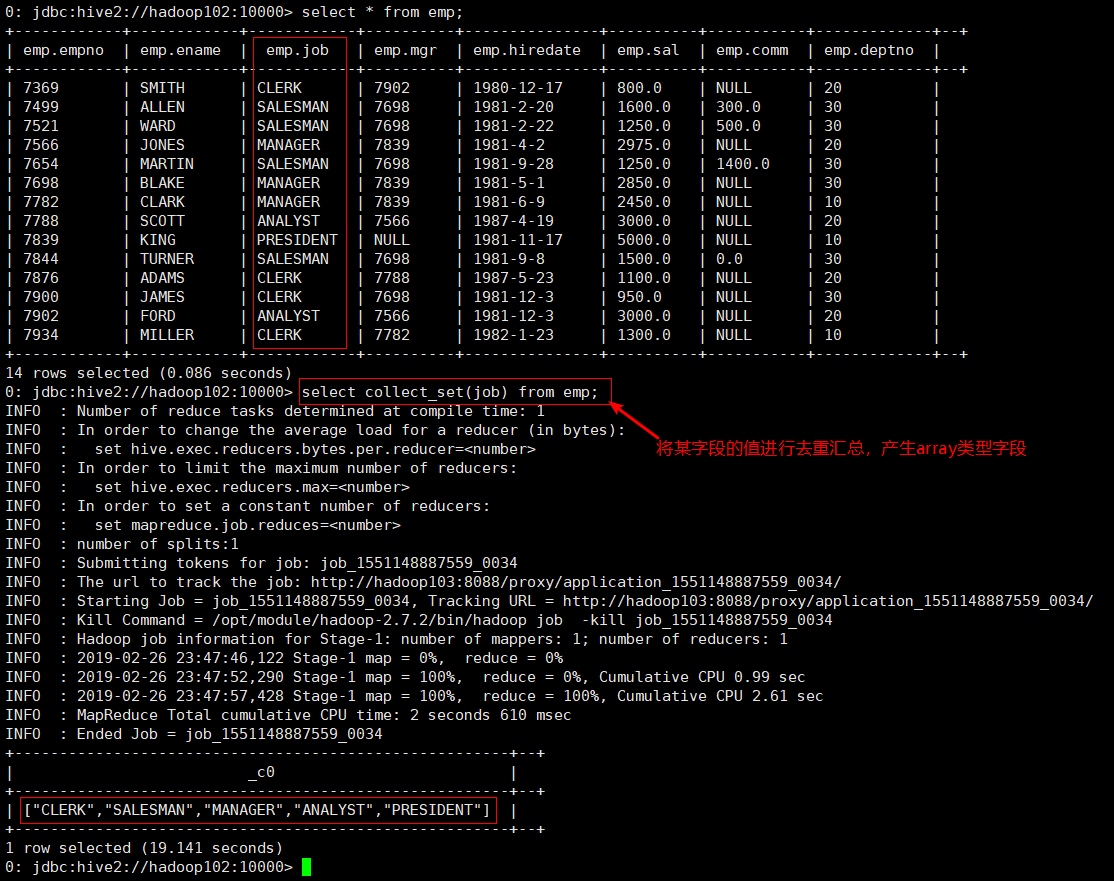 0: jdbc:hive2://hadoop102:10000> select * from emp;
+------------+------------+------------+----------+---------------+----------+-----------+-------------+--+
| emp.empno  | emp.ename  |  emp.job   | emp.mgr  | emp.hiredate  | emp.sal  | emp.comm  | emp.deptno  |
+------------+------------+------------+----------+---------------+----------+-----------+-------------+--+
| 7369       | SMITH      | CLERK      | 7902     | 1980-12-17    | 800.0    | NULL      | 20          |
| 7499       | ALLEN      | SALESMAN   | 7698     | 1981-2-20     | 1600.0   | 300.0     | 30          |
| 7521       | WARD       | SALESMAN   | 7698     | 1981-2-22     | 1250.0   | 500.0     | 30          |
| 7566       | JONES      | MANAGER    | 7839     | 1981-4-2      | 2975.0   | NULL      | 20          |
| 7654       | MARTIN     | SALESMAN   | 7698     | 1981-9-28     | 1250.0   | 1400.0    | 30          |
| 7698       | BLAKE      | MANAGER    | 7839     | 1981-5-1      | 2850.0   | NULL      | 30          |
| 7782       | CLARK      | MANAGER    | 7839     | 1981-6-9      | 2450.0   | NULL      | 10          |
| 7788       | SCOTT      | ANALYST    | 7566     | 1987-4-19     | 3000.0   | NULL      | 20          |
| 7839       | KING       | PRESIDENT  | NULL     | 1981-11-17    | 5000.0   | NULL      | 10          |
| 7844       | TURNER     | SALESMAN   | 7698     | 1981-9-8      | 1500.0   | 0.0       | 30          |
| 7876       | ADAMS      | CLERK      | 7788     | 1987-5-23     | 1100.0   | NULL      | 20          |
| 7900       | JAMES      | CLERK      | 7698     | 1981-12-3     | 950.0    | NULL      | 30          |
| 7902       | FORD       | ANALYST    | 7566     | 1981-12-3     | 3000.0   | NULL      | 20          |
| 7934       | MILLER     | CLERK      | 7782     | 1982-1-23     | 1300.0   | NULL      | 10          |
+------------+------------+------------+----------+---------------+----------+-----------+-------------+--+
14 rows selected (0.086 seconds)
0: jdbc:hive2://hadoop102:10000> select collect_set(job) from emp;
INFO  : Number of reduce tasks determined at compile time: 1
INFO  : In order to change the average load for a reducer (in bytes):
INFO  :   set hive.exec.reducers.bytes.per.reducer=<number>
将某字段的值进行去重汇总，产生array类型字段
INFO  : In order to limit the maximum number of reducers:
INFO  :   set hive.exec.reducers.max=<number>
INFO  : In order to set a constant number of reducers:
INFO  :   set mapreduce.job.reduces=<number>
INFO  : number of splits:1
INFO  : Submitting tokens for job: job_1551148887559_0034
INFO  : The url to track the job: http://hadoop103:8088/proxy/application_1551148887559_0034/
INFO  : Starting Job = job_1551148887559_0034, Tracking URL = http://hadoop103:8088/proxy/application_1551148887559_0034/
INFO  : Kill Command = /opt/module/hadoop-2.7.2/bin/hadoop job  -kill job_1551148887559_0034
INFO  : Hadoop job information for Stage-1: number of mappers: 1; number of reducers: 1
INFO  : 2019-02-26 23:47:46,122 Stage-1 map = 0%,  reduce = 0%
INFO  : 2019-02-26 23:47:52,290 Stage-1 map = 100%,  reduce = 0%, Cumulative CPU 0.99 sec
INFO  : 2019-02-26 23:47:57,428 Stage-1 map = 100%,  reduce = 100%, Cumulative CPU 2.61 sec
INFO  : MapReduce Total cumulative CPU time: 2 seconds 610 msec
INFO  : Ended Job = job_1551148887559_0034
+-------------------------------------------------------+--+
|                          _c0                          |
+-------------------------------------------------------+--+
| ["CLERK","SALESMAN","MANAGER","ANALYST","PRESIDENT"]  |
+-------------------------------------------------------+--+
1 row selected (19.141 seconds)
0: jdbc:hive2://hadoop102:10000>